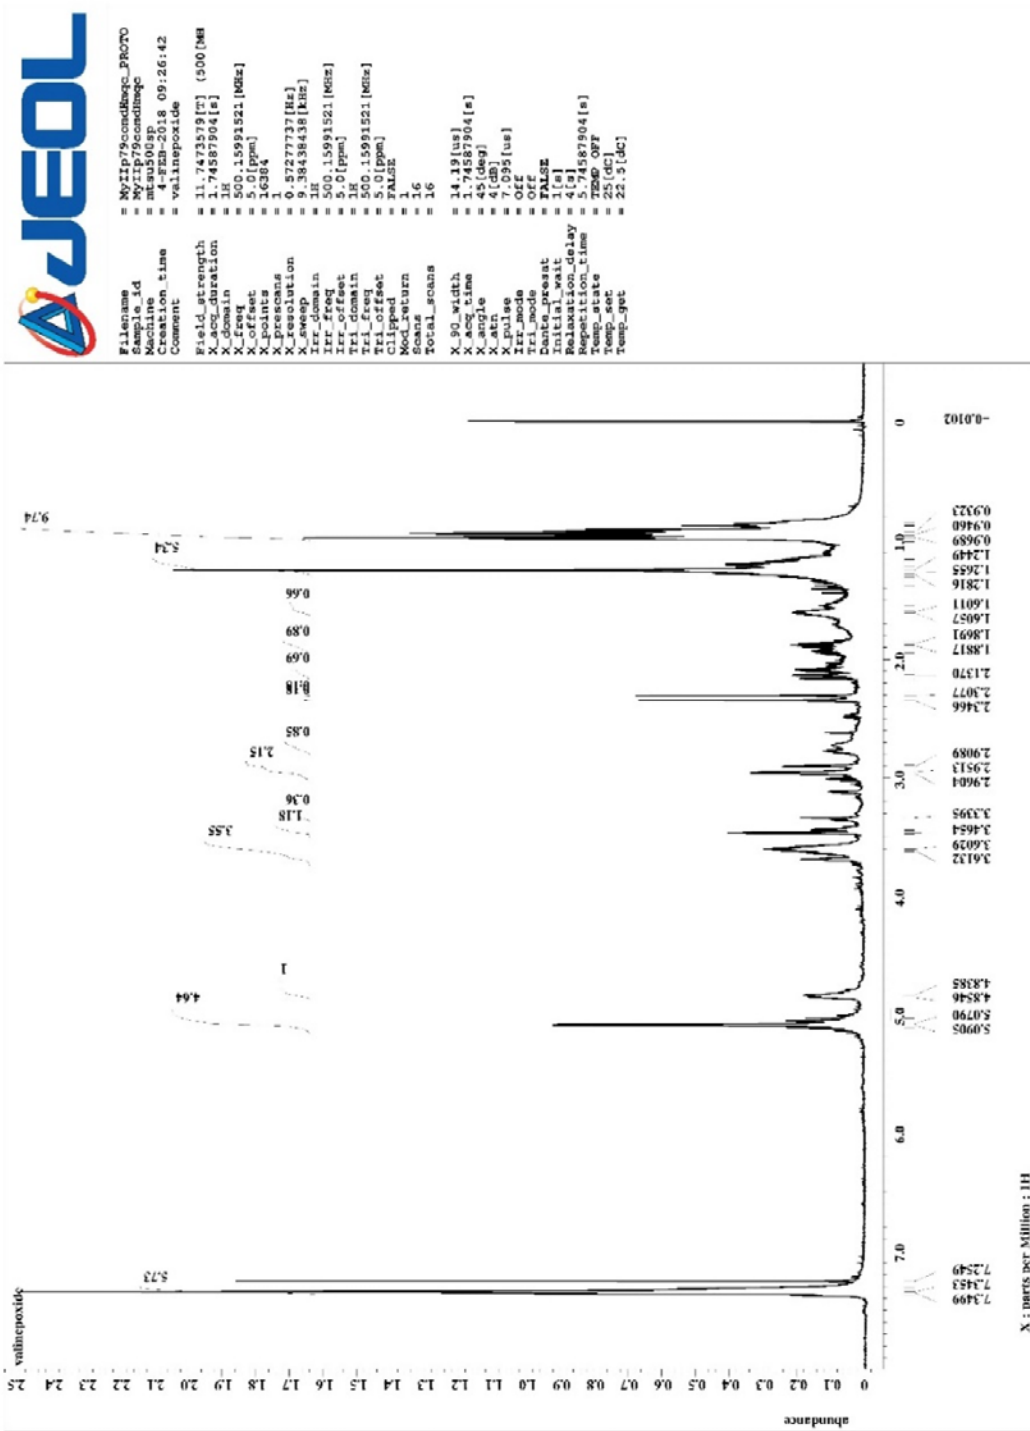 JEOL
Filename = MyIIp79condHmqc_PROTO
Sample_id = MyIIp79condHmqc
Machine = mtsu500sp
Creation_time = 4-FEB-2018 09:26:42
Comment = valinepoxide
Field_strength = 11.7473579[T] (500[MH
X_acq_duration = 1.74587904[s]
X_domain = 1H
X_freq = 500.15991521[MHz]
X_offset = 5.0[ppm]
X_points = 16384
X_prescans = 1
X_resolution = 0.57277737[Hz]
X_sweep = 9.38438438[kHz]
Irr_domain = 1H
Irr_freq = 500.15991521[MHz]
Irr_offset = 5.0[ppm]
Tri_domain = 1H
Tri_freq = 500.15991521[MHz]
Tri_offset = 5.0[ppm]
Clipped = FALSE
Mod_return = 1
Scans = 16
Total_scans = 16
X_90_width = 14.19[us]
X_acq_time = 1.74587904[s]
X_angle = 45[deg]
X_atn = 4[dB]
X_pulse = 7.095[us]
Irr_mode = Off
Tri_mode = Off
Dante_presat = FALSE
Initial_wait = 1[s]
Relaxation_delay = 4[s]
Repetition_time = 5.74587904[s]
Temp_state = TEMP OFF
Temp_set = 25[dC]
Temp_get = 22.5[dC]
valinepoxide
abundance
0 0.1 0.2 0.3 0.4 0.5 0.6 0.7 0.8 0.9 1.0 1.1 1.2 1.3 1.4 1.5 1.6 1.7 1.8 1.9 2.0 2.1 2.2 2.3 2.4 2.5
5.73
4.64
1
3.55
1.18
0.36
2.15
0.85
0.18
0.69
0.89
0.66
5.34
9.74
7.0 6.0 5.0 4.0 3.0 2.0 1.0 0
7.3499
7.3453
7.2549
5.0905
5.0790
4.8546
4.8385
3.6132
3.6029
3.4654
3.3395
2.9604
2.9513
2.9089
2.3466
2.3077
2.1370
1.8817
1.8691
1.6057
1.6011
1.2816
1.2655
1.2449
0.9689
0.9460
0.9323
-0.0102
X : parts per Million : 1H